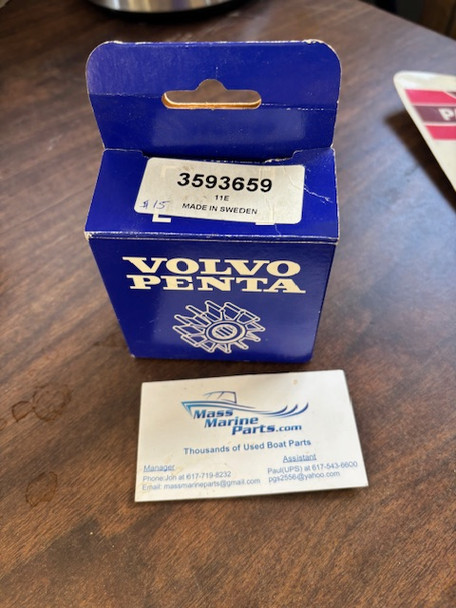 3593659
11E
$15 MADE IN SWEDEN
VOLVO
PENTA
Mass
Marine
Parts.com
Thousands of Used Boat Parts
Manager
Phone:Jon at 617-719-8232
Email: massmarineparts@gmail.com
Assistant
Paul(UPS) at 617-543-6600
pgs2556@yahoo.com